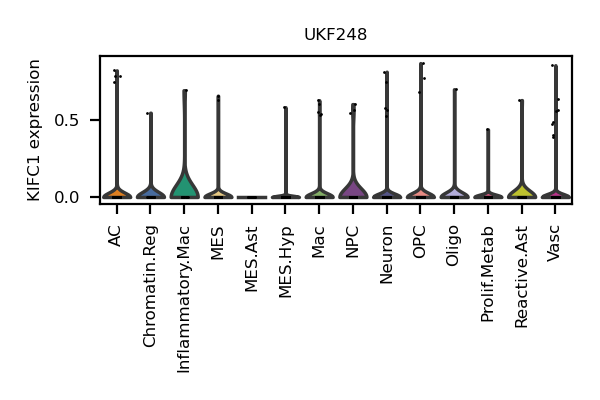 UKF248
KIFC1 expression
0.5
0.0
AC
Chromatin.Reg
Inflammatory.Mac
MES
MES.Ast
MES.Hyp
Mac
NPC
Neuron
OPC
Oligo
Prolif.Metab
Reactive.Ast
Vasc